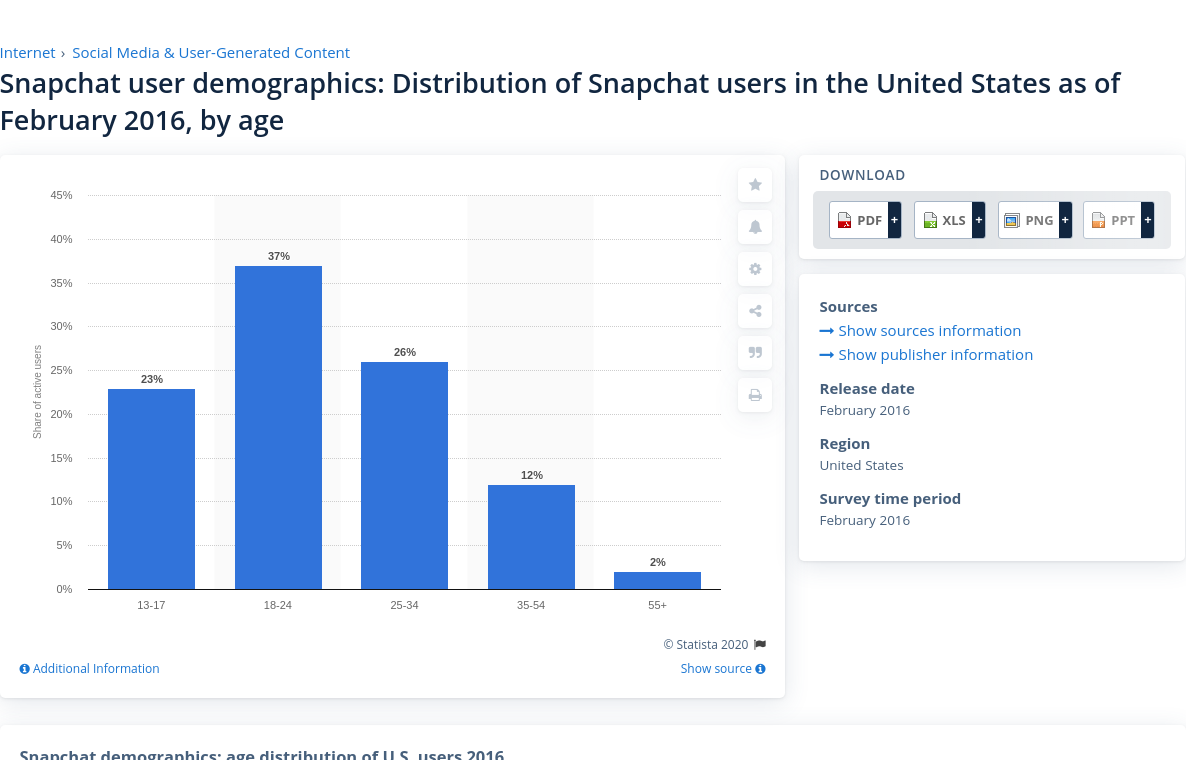 Internet › Social Media & User-Generated Content
Snapchat user demographics: Distribution of Snapchat users in the United States as of
February 2016, by age
45%
40%
35%
30%
25%
20%
15%
10%
5%
0%
Share of active users
23%
37%
26%
12%
2%
13-17
18-24
25-34
35-54
55+
© Statista 2020
Additional Information
Show source
DOWNLOAD
PDF +
XLS +
PNG +
PPT +
Sources
Show sources information
Show publisher information
Release date
February 2016
Region
United States
Survey time period
February 2016
Snapchat demographics: age distribution of U.S. users 2016